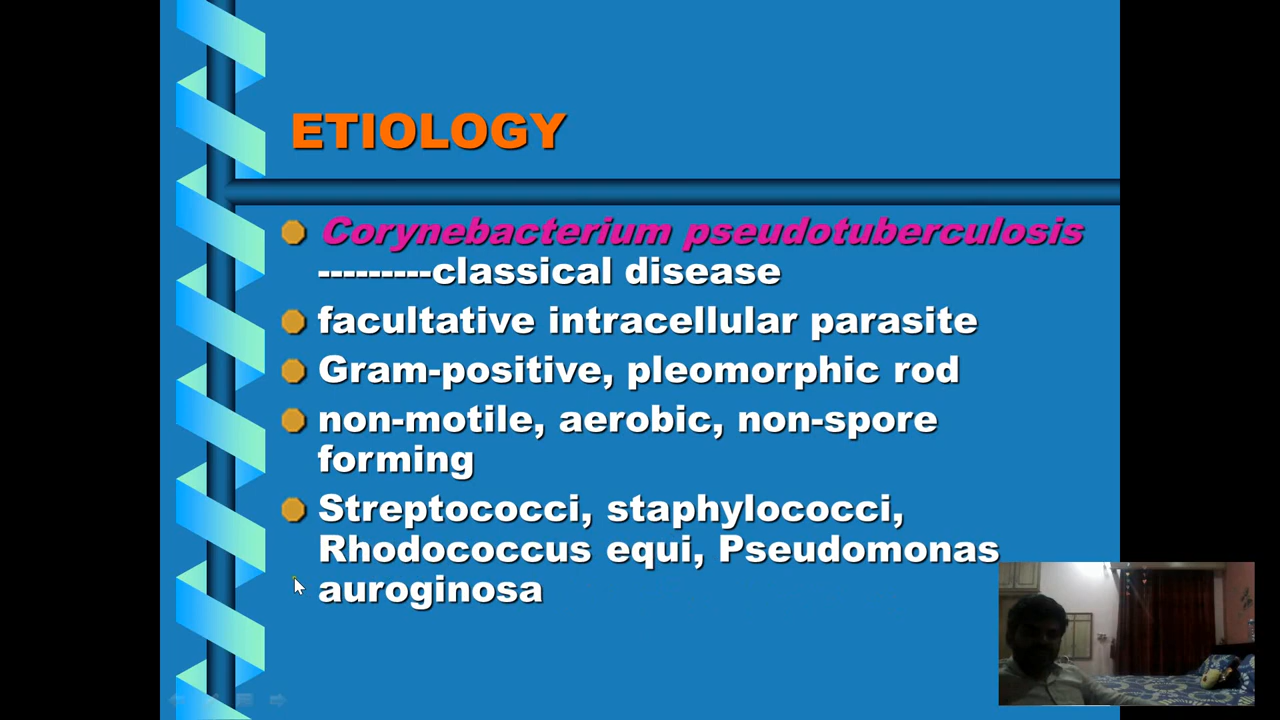 ETIOLOGY
Corynebacterium pseudotuberculosis
---------classical disease
facultative intracellular parasite
Gram-positive, pleomorphic rod
non-motile, aerobic, non-spore
forming
Streptococci, staphylococci,
Rhodococcus equi, Pseudomonas
auroginosa